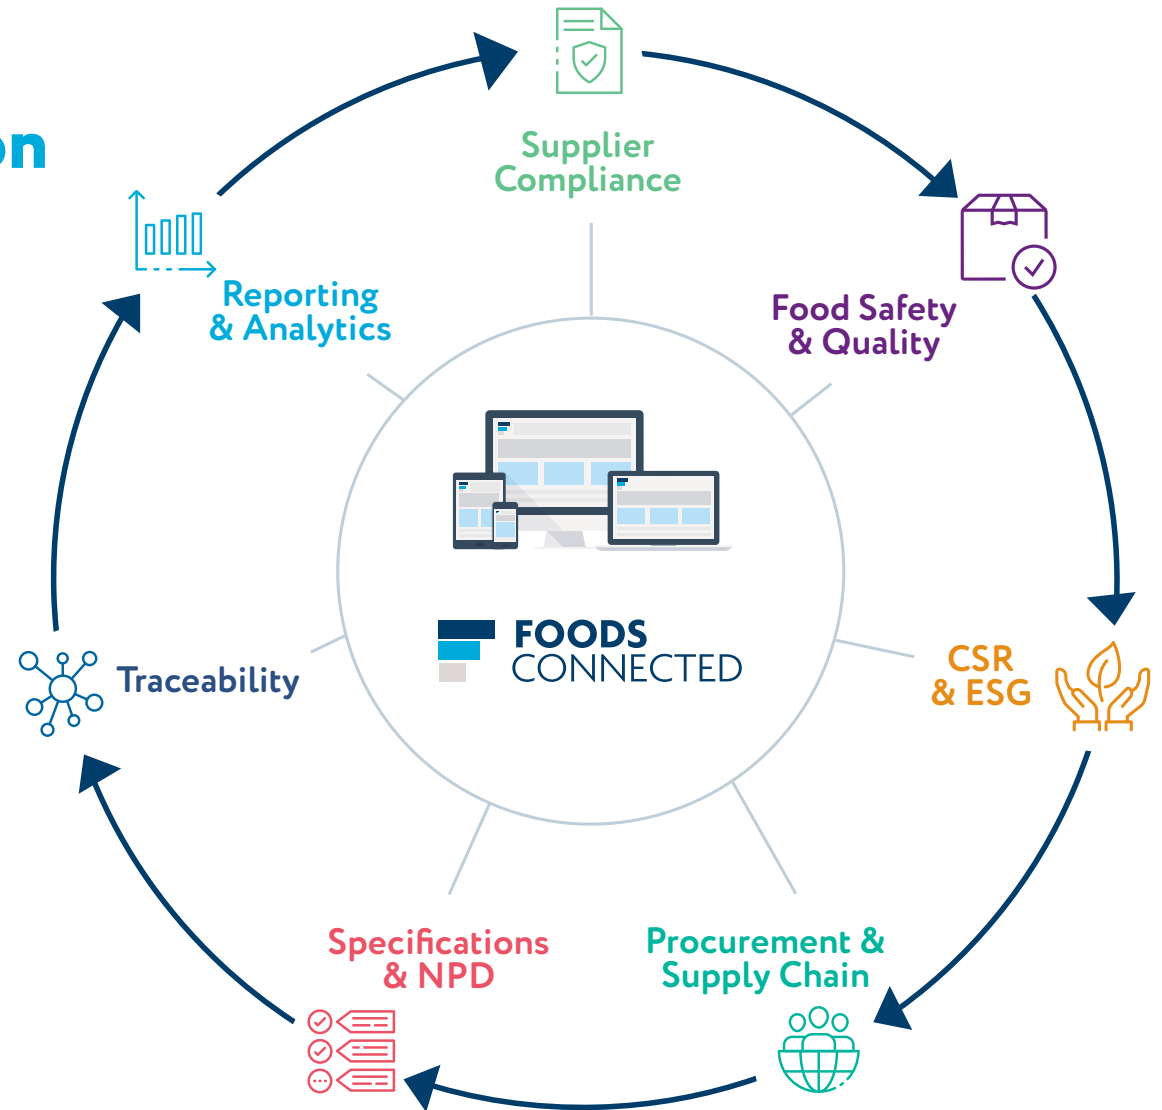 on
Supplier
Compliance
Reporting
& Analytics
Food Safety
& Quality
FOODS
CONNECTED
CSR
& ESG
Traceability
Specifications
& NPD
Procurement &
Supply Chain